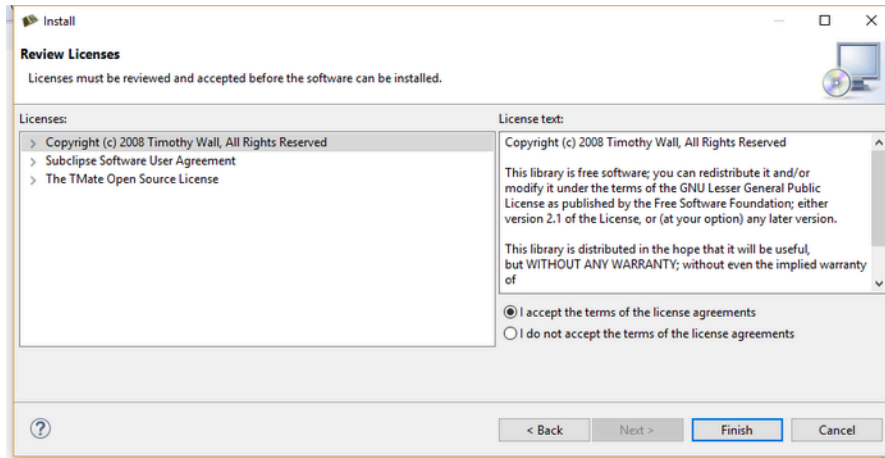 Install
Review Licenses
Licenses must be reviewed and accepted before the software can be installed.
Licenses:
Copyright (c) 2008 Timothy Wall, All Rights Reserved
Subclipse Software User Agreement
The TMate Open Source License
License text:
Copyright (c) 2008 Timothy Wall, All Rights Reserved
This library is free software; you can redistribute it and/or
modify it under the terms of the GNU Lesser General Public
License as published by the Free Software Foundation; either
version 2.1 of the License, or (at your option) any later version.
This library is distributed in the hope that it will be useful,
but WITHOUT ANY WARRANTY; without even the implied warranty
of
I accept the terms of the license agreements
I do not accept the terms of the license agreements
?
< Back
Next >
Finish
Cancel